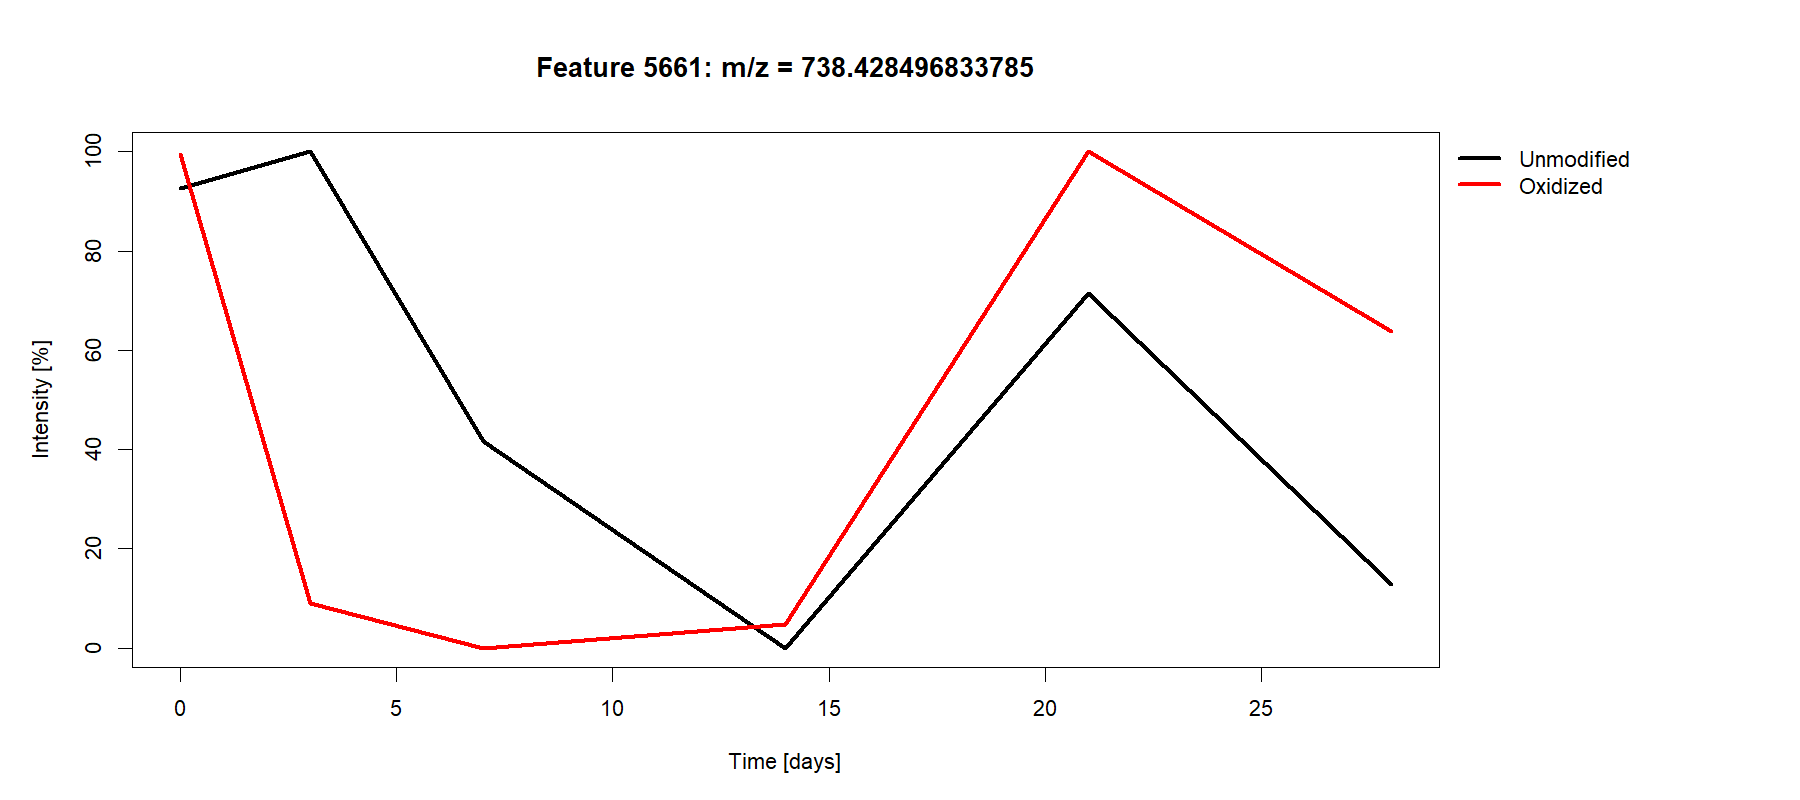 Feature 5661: m/z = 738.428496833785
Unmodified
Oxidized
Intensity [%]
100
80
60
40
20
0
0 5 10 15 20 25
Time [days]